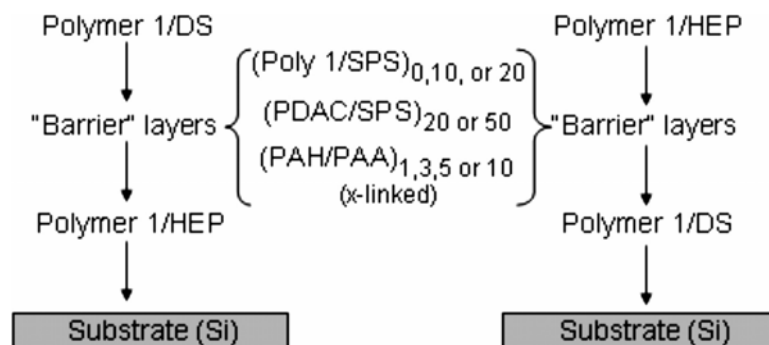 Polymer 1/DS
"Barrier" layers
Polymer 1/HEP
Substrate (Si)
(Poly 1/SPS)0,10, or 20
(PDAC/SPS)20 or 50
(PAH/PAA)1,3,5 or 10
(x-linked)
Polymer 1/HEP
"Barrier" layers
Polymer 1/DS
Substrate (Si)